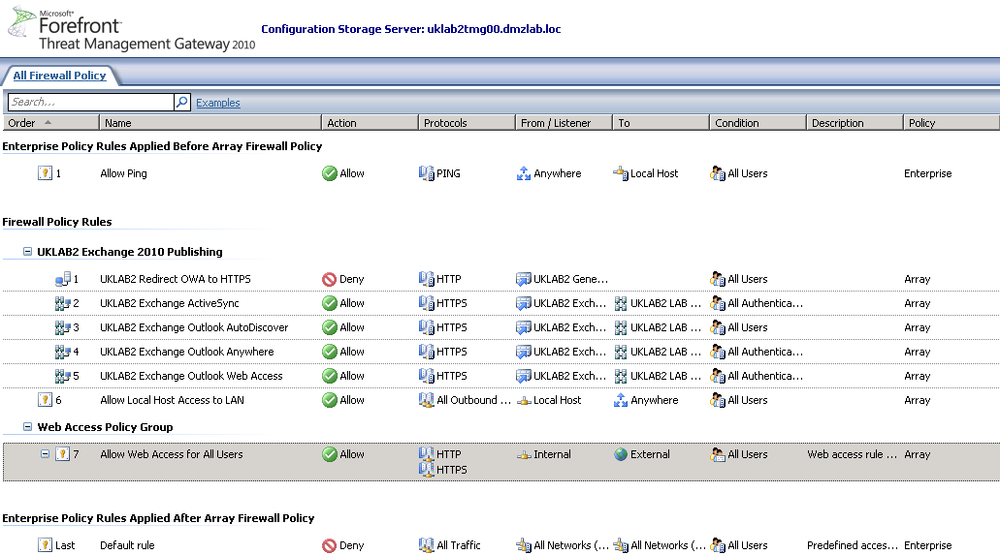 Microsoft®
Forefront™
Threat Management Gateway 2010
Configuration Storage Server: uklab2tmg00.dmzlab.loc
All Firewall Policy
Search... Examples
Order Name Action Protocols From / Listener To Condition Description Policy
Enterprise Policy Rules Applied Before Array Firewall Policy
1 Allow Ping Allow PING Anywhere Local Host All Users Enterprise
Firewall Policy Rules
UKLAB2 Exchange 2010 Publishing
1 UKLAB2 Redirect OWA to HTTPS Deny HTTP UKLAB2 Gene... All Users Array
2 UKLAB2 Exchange ActiveSync Allow HTTPS UKLAB2 Exch... UKLAB2 LAB ... All Authentica... Array
3 UKLAB2 Exchange Outlook AutoDiscover Allow HTTPS UKLAB2 Exch... UKLAB2 LAB ... All Users Array
4 UKLAB2 Exchange Outlook Anywhere Allow HTTPS UKLAB2 Exch... UKLAB2 LAB ... All Authentica... Array
5 UKLAB2 Exchange Outlook Web Access Allow HTTPS UKLAB2 Exch... UKLAB2 LAB ... All Authentica... Array
6 Allow Local Host Access to LAN Allow All Outbound ... Local Host Anywhere All Users Array
Web Access Policy Group
7 Allow Web Access for All Users Allow HTTP Internal External All Users Web access rule ... Array
HTTPS
Enterprise Policy Rules Applied After Array Firewall Policy
Last Default rule Deny All Traffic All Networks (... All Networks (... All Users Predefined acces... Enterprise